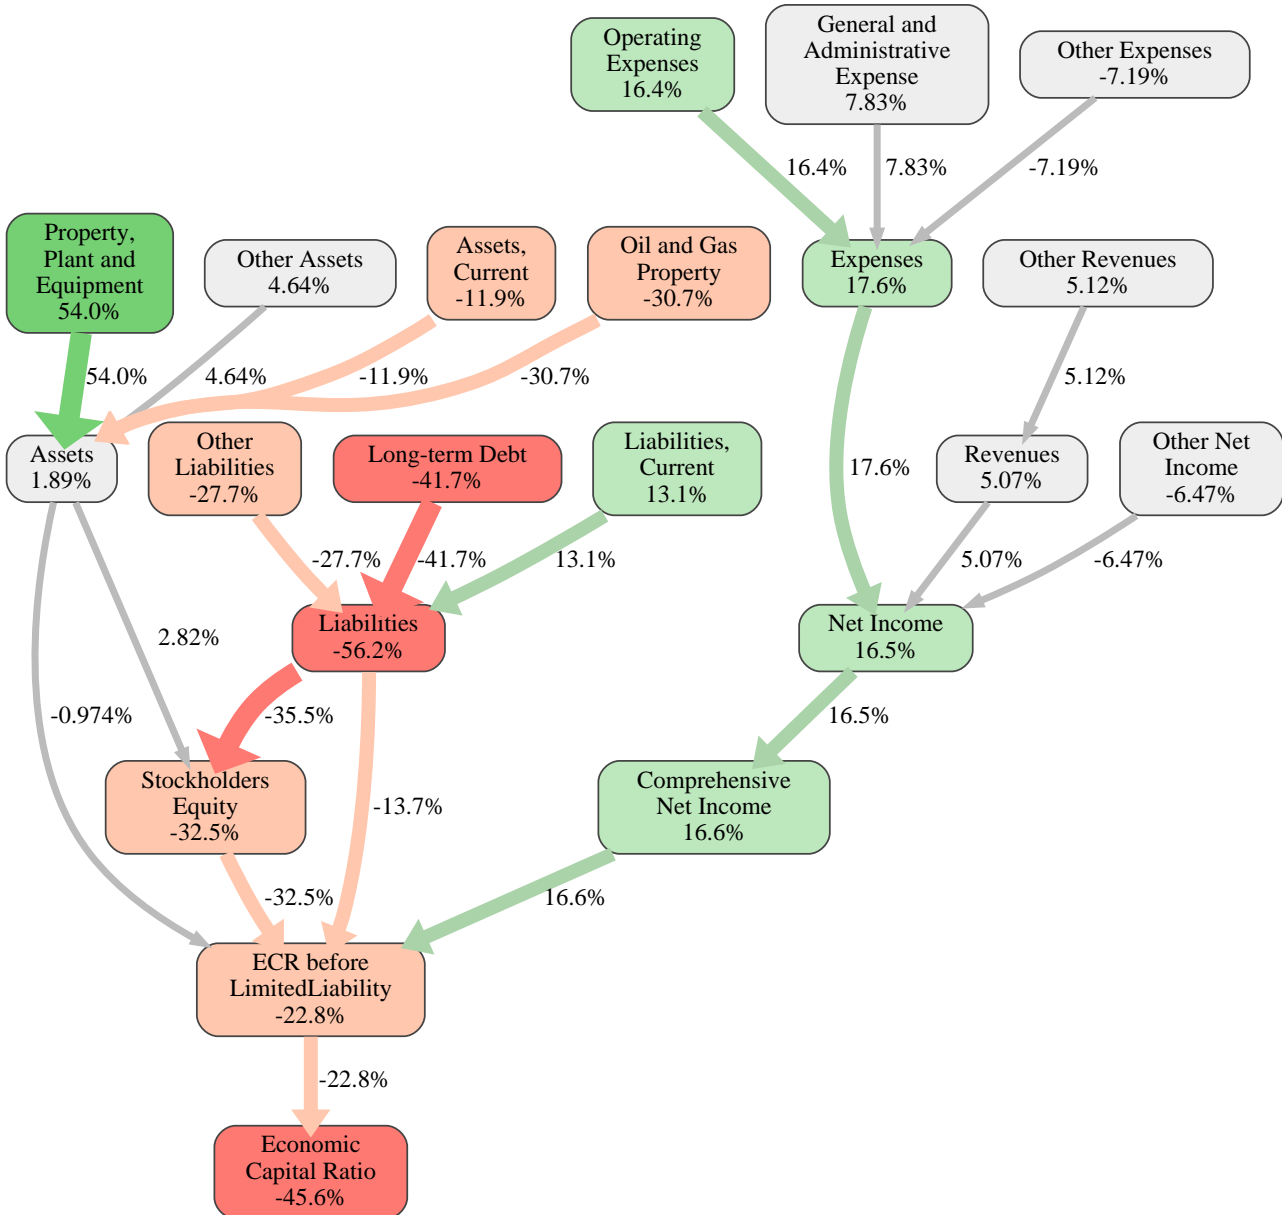 Operating
Expenses
16.4%
General and
Administrative
Expense
7.83%
Other Expenses
-7.19%
16.4%
7.83%
-7.19%
Property,
Plant and
Equipment
54.0%
Other Assets
4.64%
Assets,
Current
-11.9%
Oil and Gas
Property
-30.7%
Expenses
17.6%
Other Revenues
5.12%
54.0%
4.64%
-11.9%
-30.7%
5.12%
Assets
1.89%
Other
Liabilities
-27.7%
Long-term Debt
-41.7%
Liabilities,
Current
13.1%
17.6%
Revenues
5.07%
Other Net
Income
-6.47%
-27.7%
-41.7%
13.1%
5.07%
-6.47%
Liabilities
-56.2%
Net Income
16.5%
2.82%
-0.974%
-35.5%
16.5%
Stockholders
Equity
-32.5%
-13.7%
Comprehensive
Net Income
16.6%
-32.5%
16.6%
ECR before
LimitedLiability
-22.8%
-22.8%
Economic
Capital Ratio
-45.6%